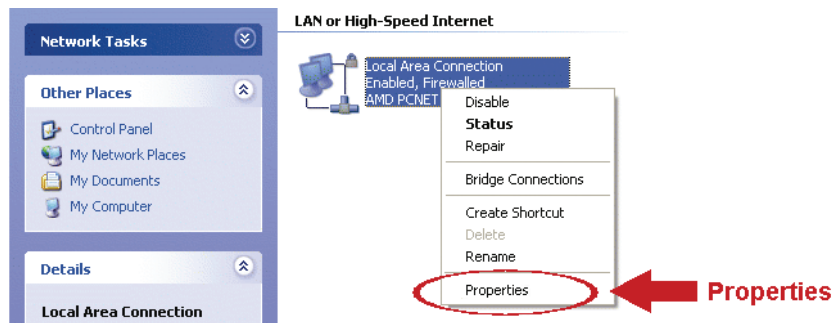 Network Tasks
Other Places
Control Panel
My Network Places
My Documents
My Computer
Details
Local Area Connection
LAN or High-Speed Internet
Local Area Connection
Enabled, Firewalled
AMD PCNET
Disable
Status
Repair
Bridge Connections
Create Shortcut
Delete
Rename
Properties
Properties